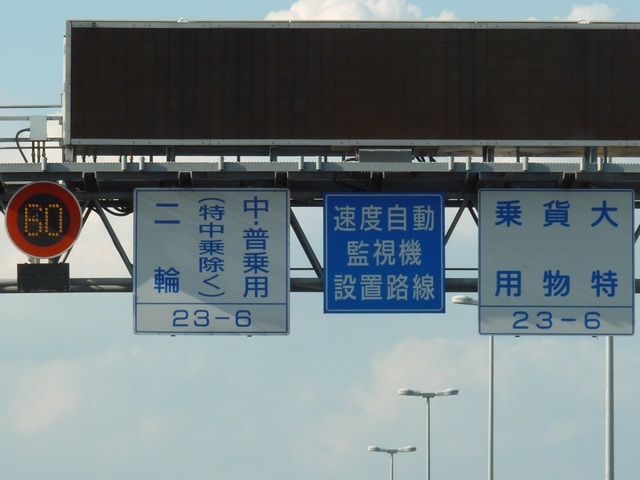 60
中・普乗用
(特中乗除く)
二輪
23-6
速度自動
監視機
設置路線
大特
貨物
乗用
23-6